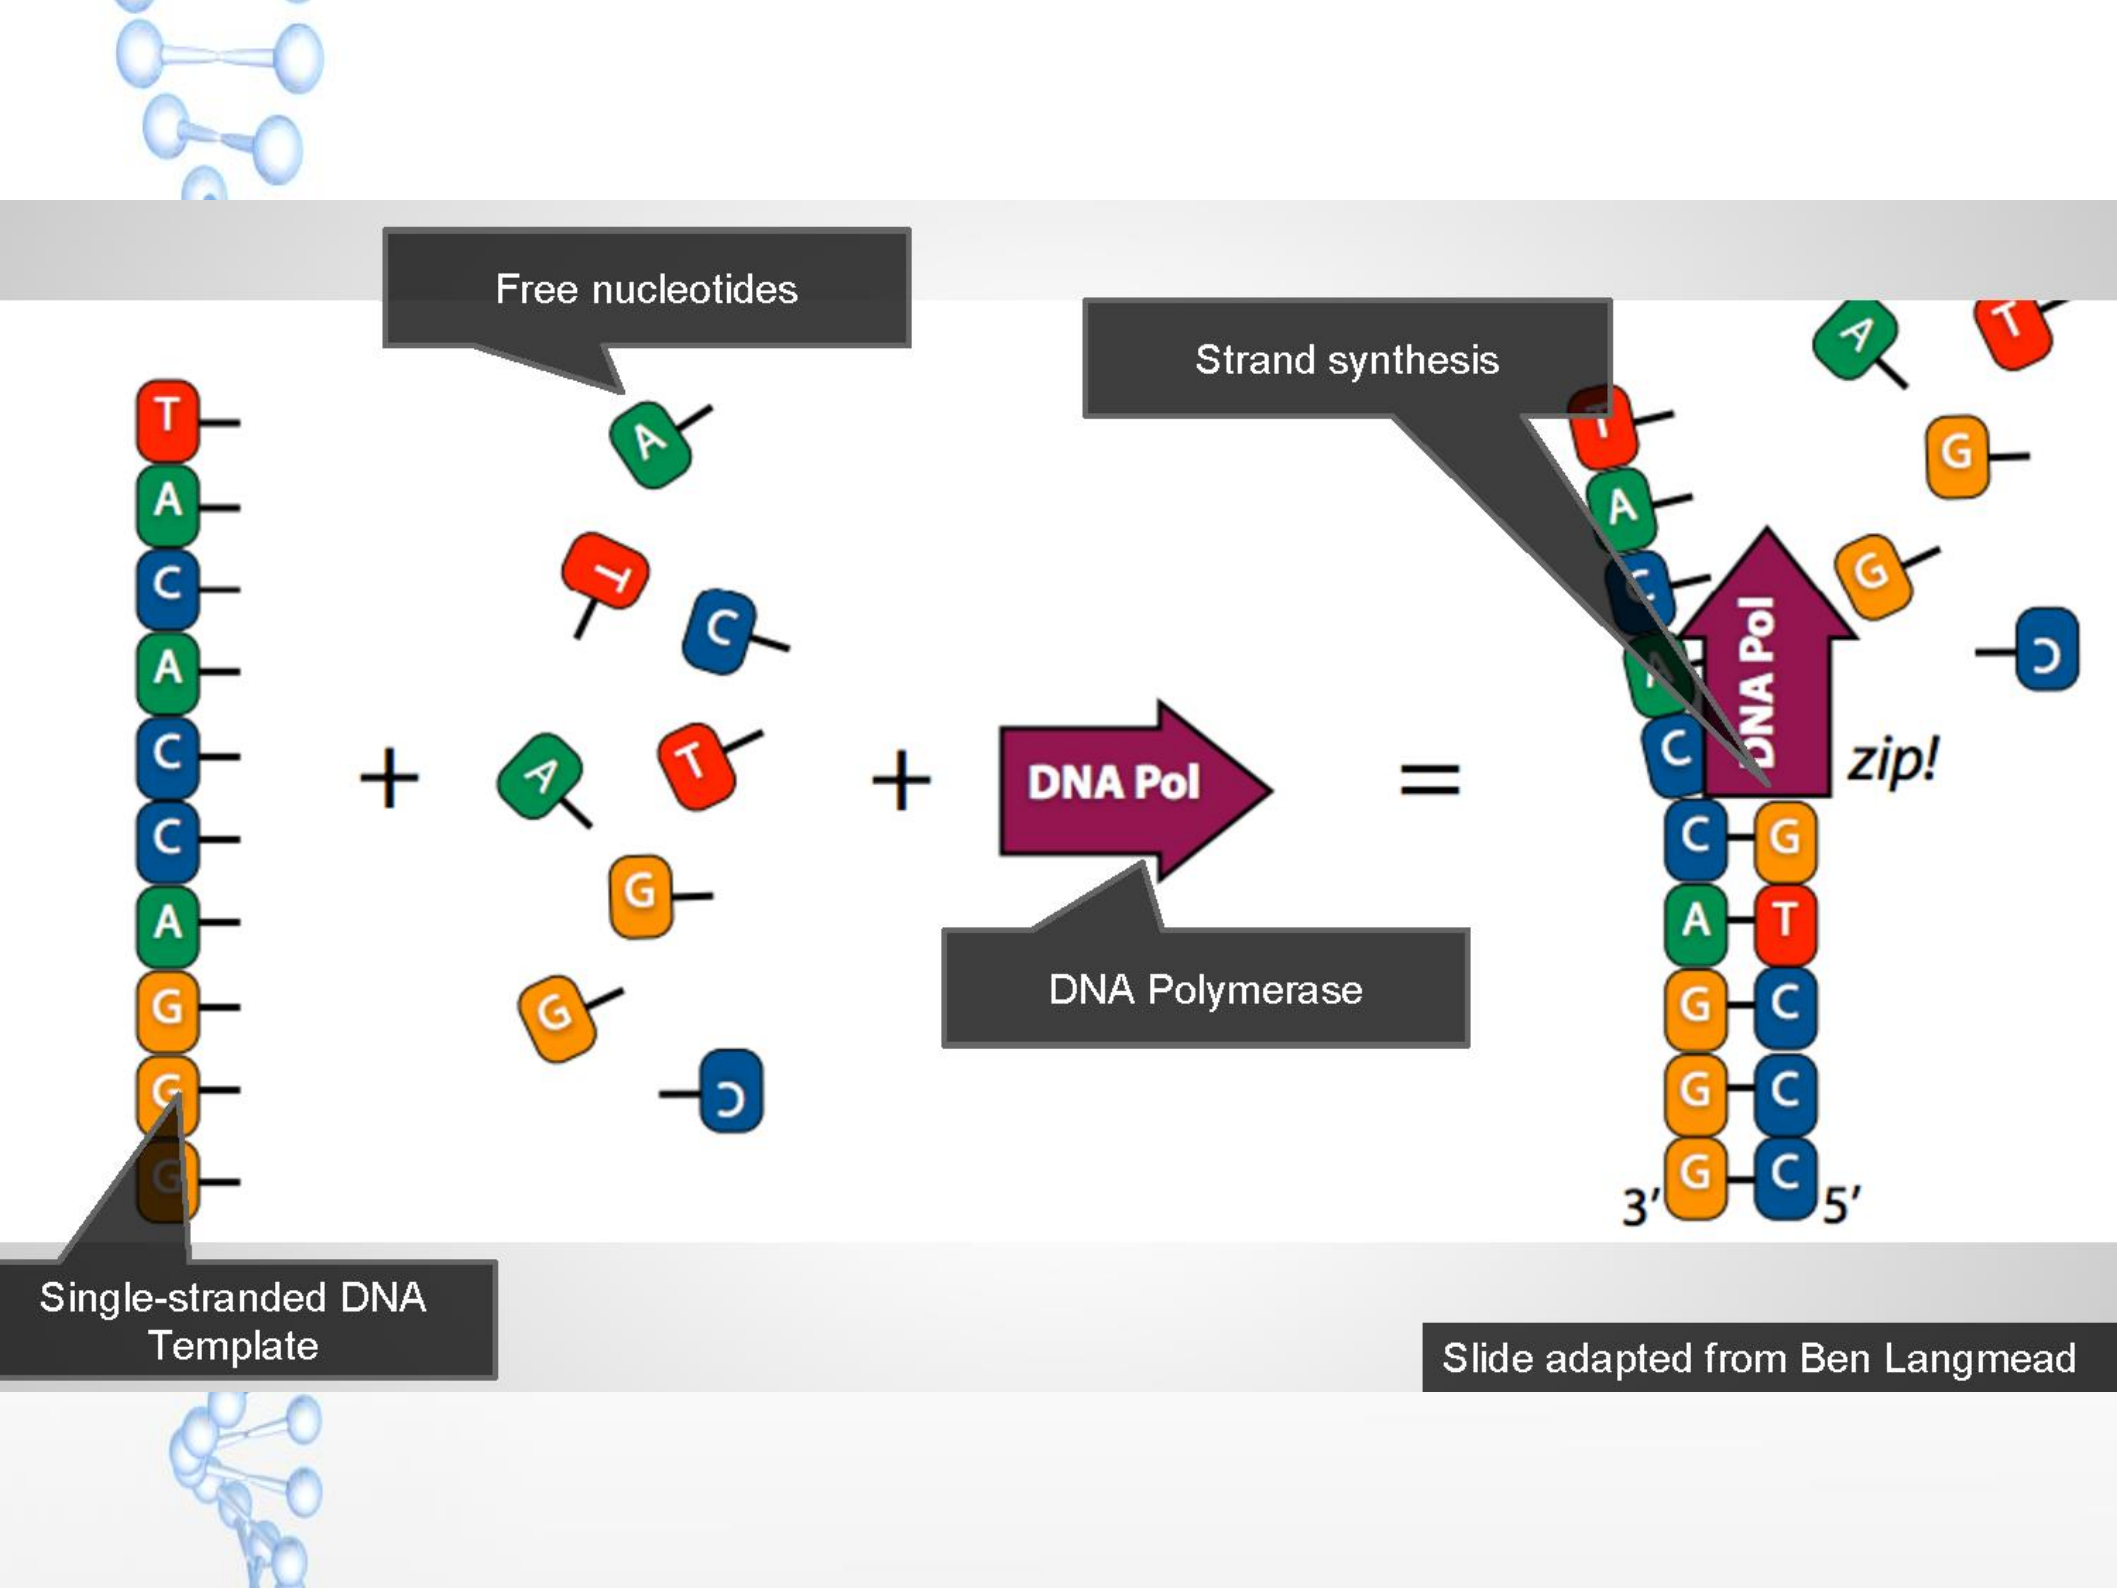 Free nucleotides
Strand synthesis
T
A
C
A
C
C
A
G
G
G
+
A
T
C
A
T
G
G
C
+
DNA Pol
DNA Polymerase
=
T
A
C
A
C
C G
A T
G C
G C
3’ G C 5’
DNA Pol
zip!
A
T
G
G
C
Single-stranded DNA
Template
Slide adapted from Ben Langmead